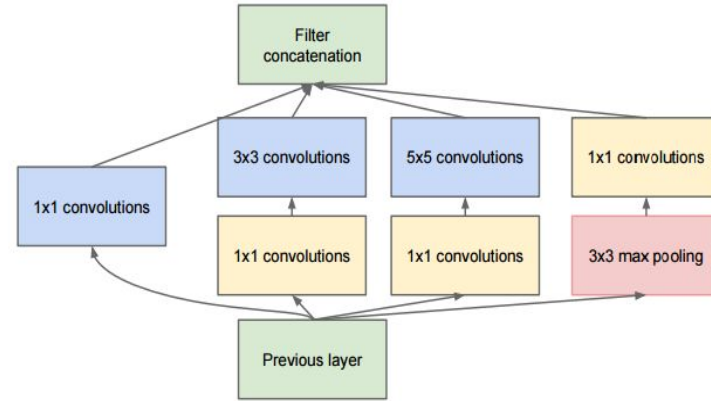 Filter
concatenation
3x3 convolutions
5x5 convolutions
1x1 convolutions
1x1 convolutions
1x1 convolutions
1x1 convolutions
3x3 max pooling
Previous layer